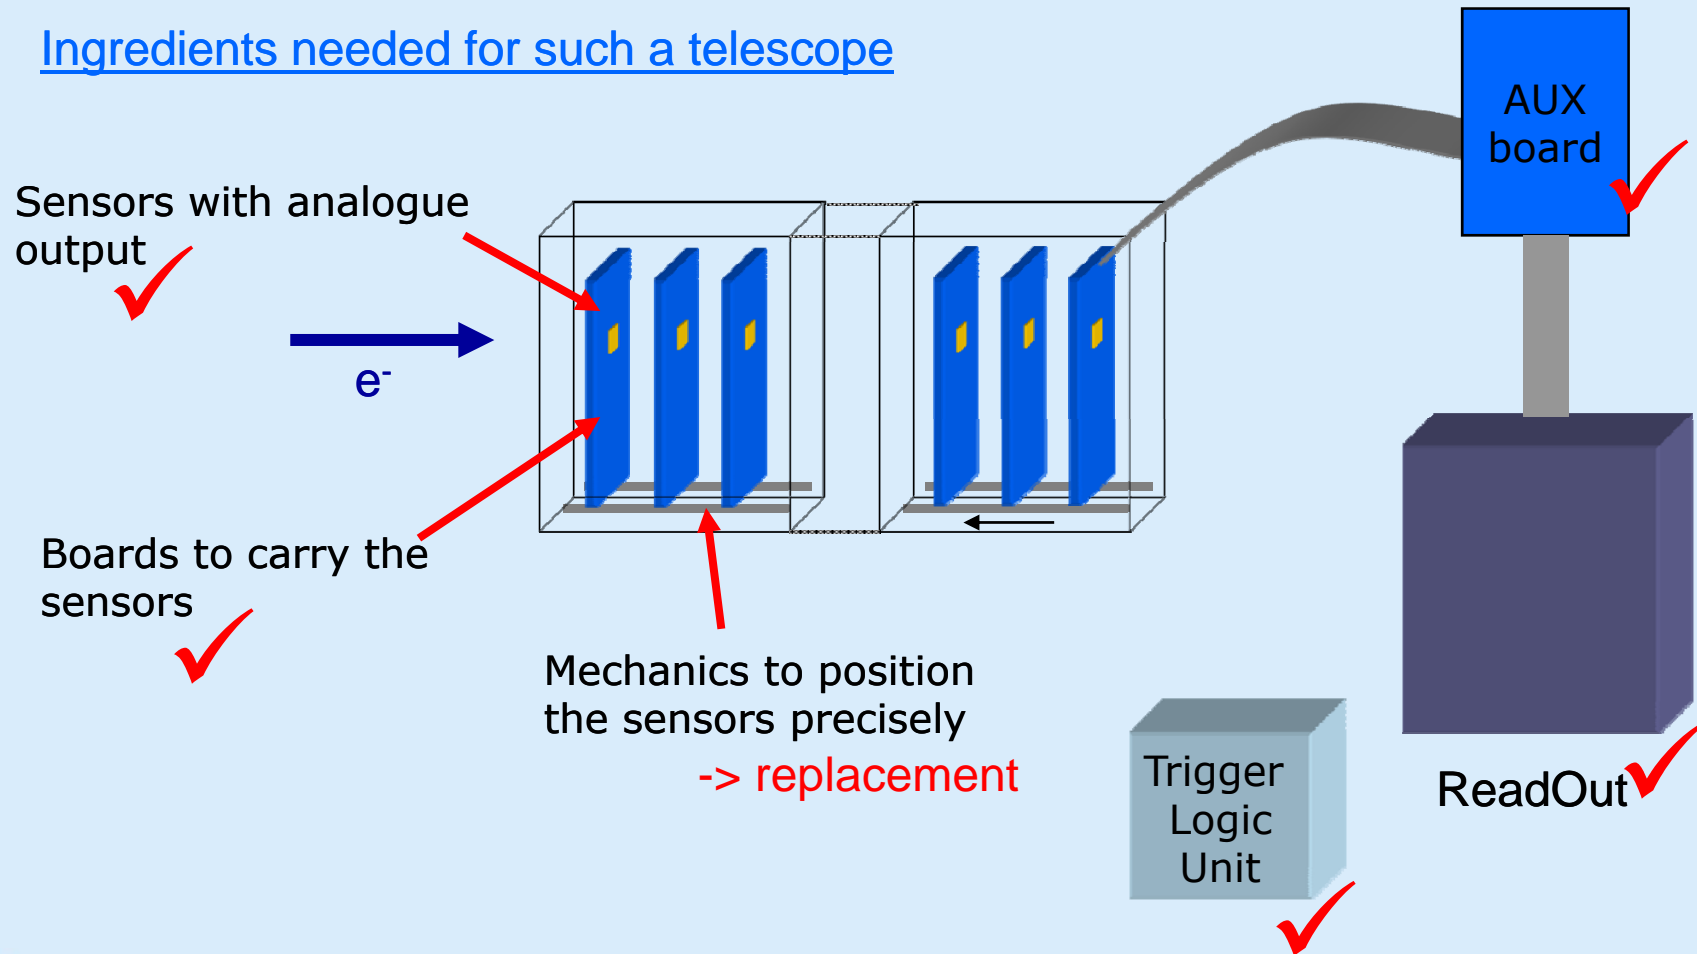 Ingredients needed for such a telescope
AUX
board
Sensors with analogue
output
e-
Boards to carry the
sensors
Mechanics to position
the sensors precisely
-> replacement
Trigger
Logic
Unit
ReadOut